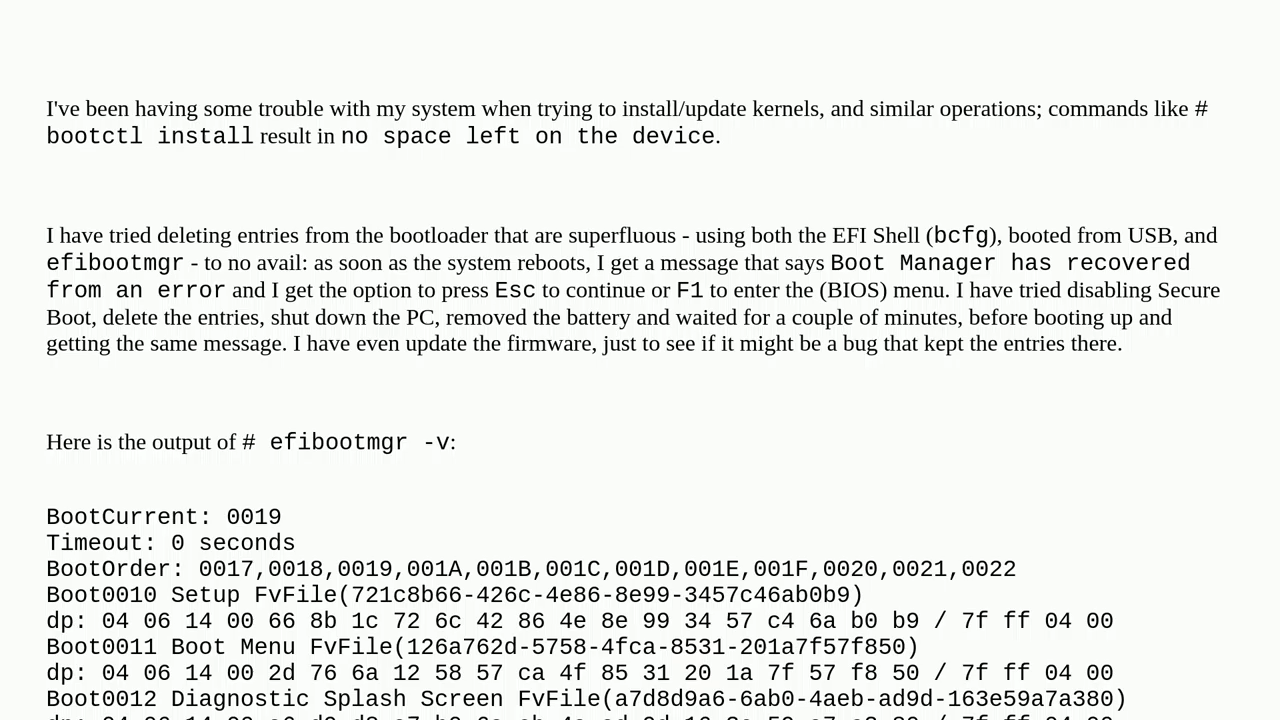 I've been having some trouble with my system when trying to install/update kernels, and similar operations; commands like #
bootctl install result in no space left on the device.
I have tried deleting entries from the bootloader that are superfluous - using both the EFI Shell (bcfg), booted from USB, and
efibootmgr - to no avail: as soon as the system reboots, I get a message that says Boot Manager has recovered
from an error and I get the option to press Esc to continue or F1 to enter the (BIOS) menu. I have tried disabling Secure
Boot, delete the entries, shut down the PC, removed the battery and waited for a couple of minutes, before booting up and
getting the same message. I have even update the firmware, just to see if it might be a bug that kept the entries there.
Here is the output of # efibootmgr -v:
BootCurrent: 0019
Timeout: 0 seconds
BootOrder: 0017,0018,0019,001A,001B,001C,001D,001E,001F,0020,0021,0022
Boot0010 Setup FvFile(721c8b66-426c-4e86-8e99-3457c46ab0b9)
dp: 04 06 14 00 66 8b 1c 72 6c 42 86 4e 8e 99 34 57 c4 6a b0 b9 / 7f ff 04 00
Boot0011 Boot Menu FvFile(126a762d-5758-4fca-8531-201a7f57f850)
dp: 04 06 14 00 2d 76 6a 12 58 57 ca 4f 85 31 20 1a 7f 57 f8 50 / 7f ff 04 00
Boot0012 Diagnostic Splash Screen FvFile(a7d8d9a6-6ab0-4aeb-ad9d-163e59a7a380)